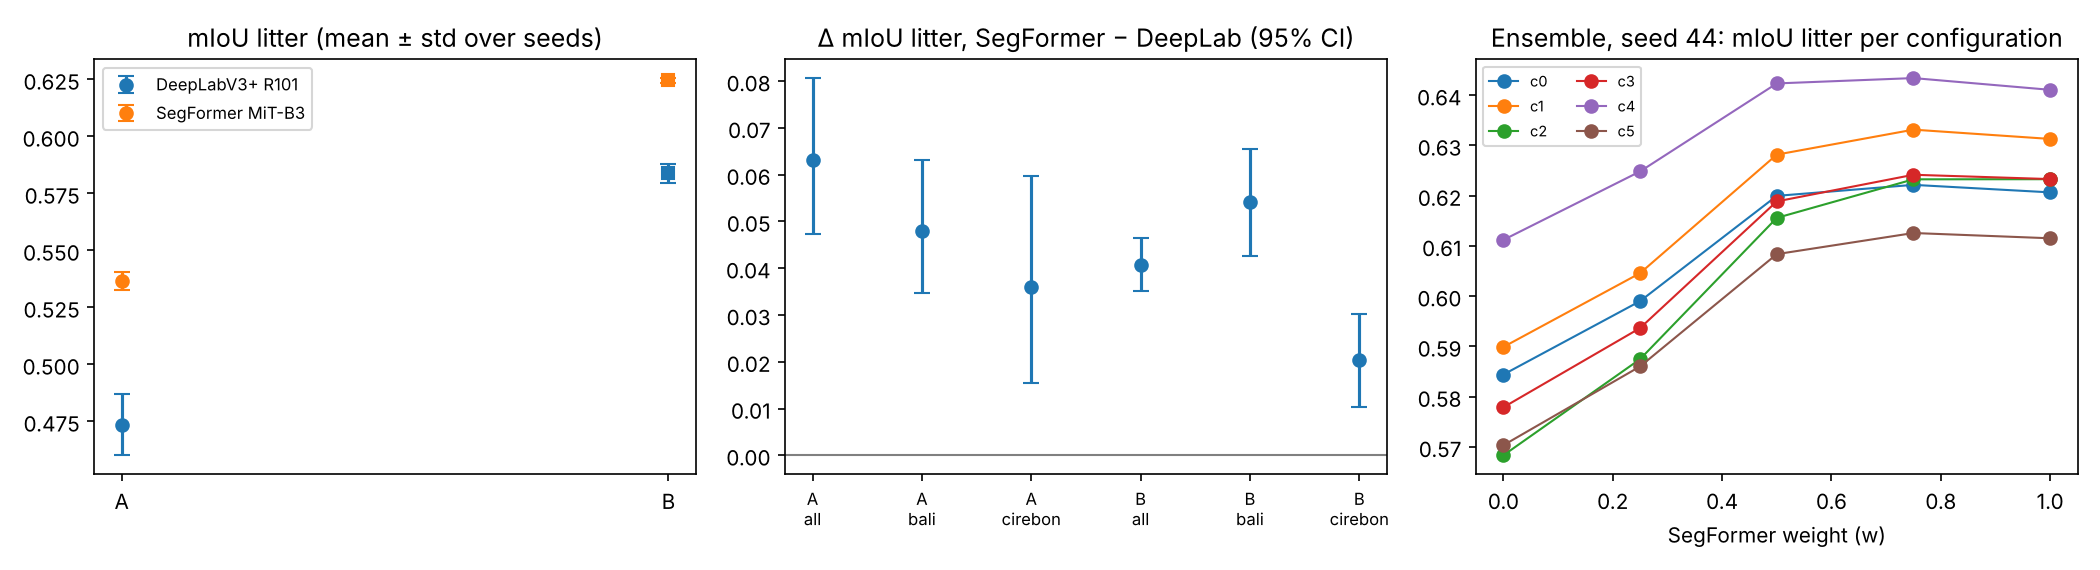 mIoU litter (mean ± std over seeds)
0.625
0.600
0.575
0.550
0.525
0.500
0.475
DeepLabV3+ R101
SegFormer MiT-B3
A
B
Δ mIoU litter, SegFormer − DeepLab (95% CI)
0.08
0.07
0.06
0.05
0.04
0.03
0.02
0.01
0.00
A
all
A
bali
A
cirebon
B
all
B
bali
B
cirebon
Ensemble, seed 44: mIoU litter per configuration
0.64
0.63
0.62
0.61
0.60
0.59
0.58
0.57
c0
c1
c2
c3
c4
c5
0.0
0.2
0.4
0.6
0.8
1.0
SegFormer weight (w)